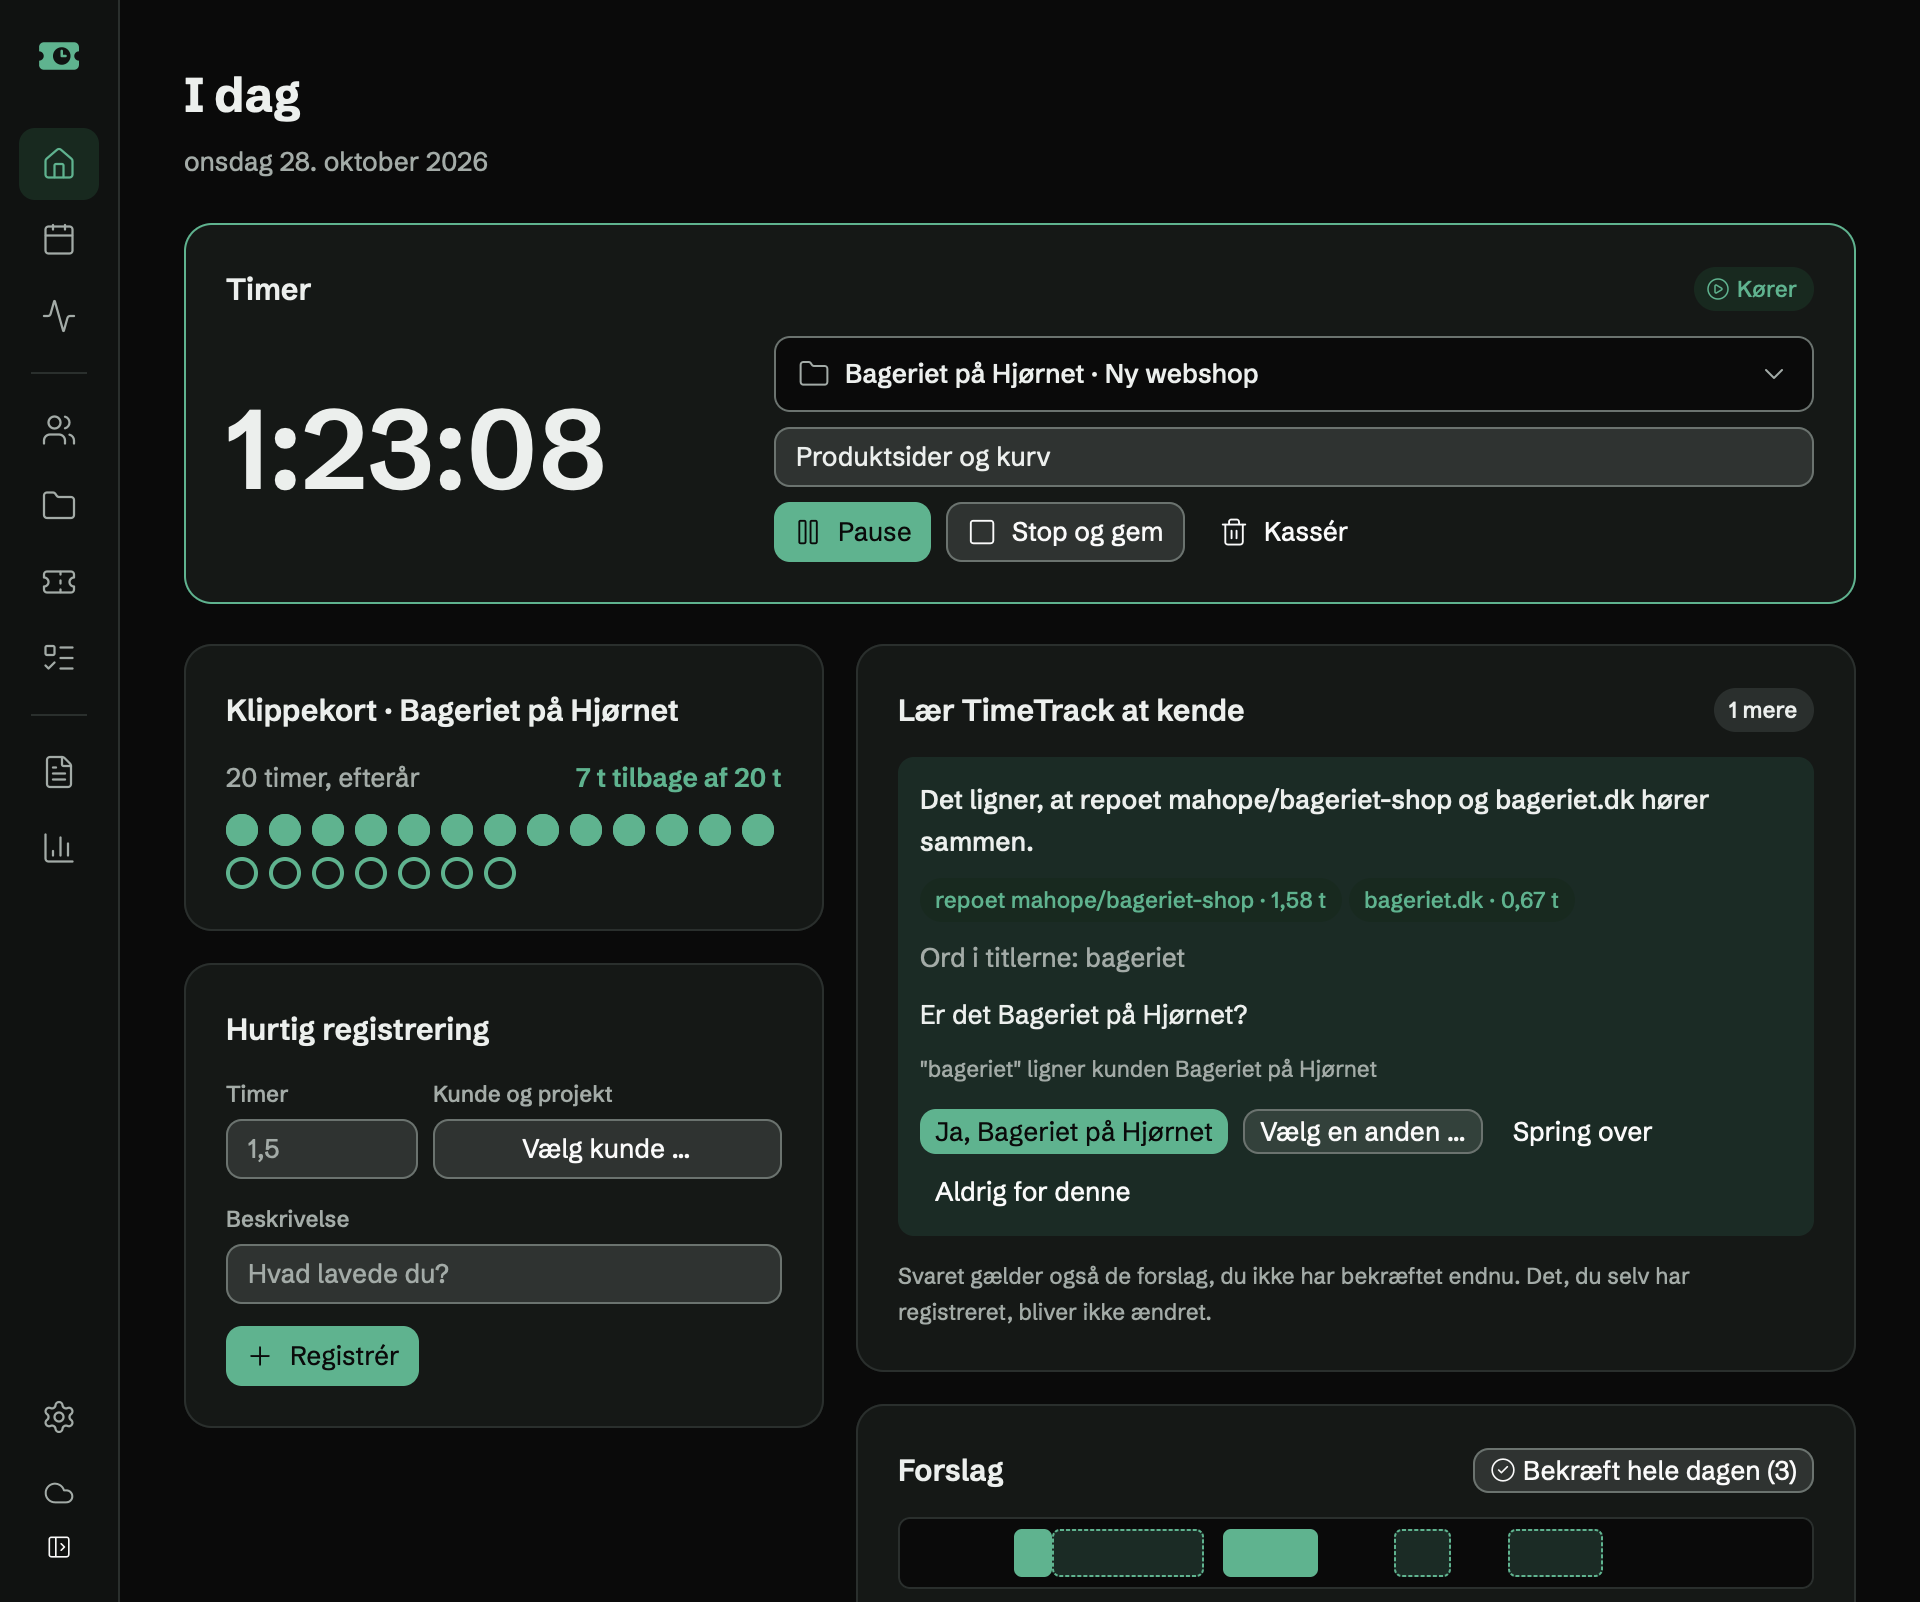 I dag
onsdag 28. oktober 2026
Timer
Kører
1:23:08
Bageriet på Hjørnet · Ny webshop
Produktsider og kurv
Pause
Stop og gem
Kassér
Klippekort · Bageriet på Hjørnet
20 timer, efterår
7 t tilbage af 20 t
Hurtig registrering
Timer
Kunde og projekt
1,5
Vælg kunde ...
Beskrivelse
Hvad lavede du?
Registrér
Lær TimeTrack at kende
1 mere
Det ligner, at repoet mahope/bageriet-shop og bageriet.dk hører
sammen.
repoet mahope/bageriet-shop · 1,58 t
bageriet.dk · 0,67 t
Ord i titlerne: bageriet
Er det Bageriet på Hjørnet?
"bageriet" ligner kunden Bageriet på Hjørnet
Ja, Bageriet på Hjørnet
Vælg en anden ...
Spring over
Aldrig for denne
Svaret gælder også de forslag, du ikke har bekræftet endnu. Det, du selv har
registreret, bliver ikke ændret.
Forslag
Bekræft hele dagen (3)